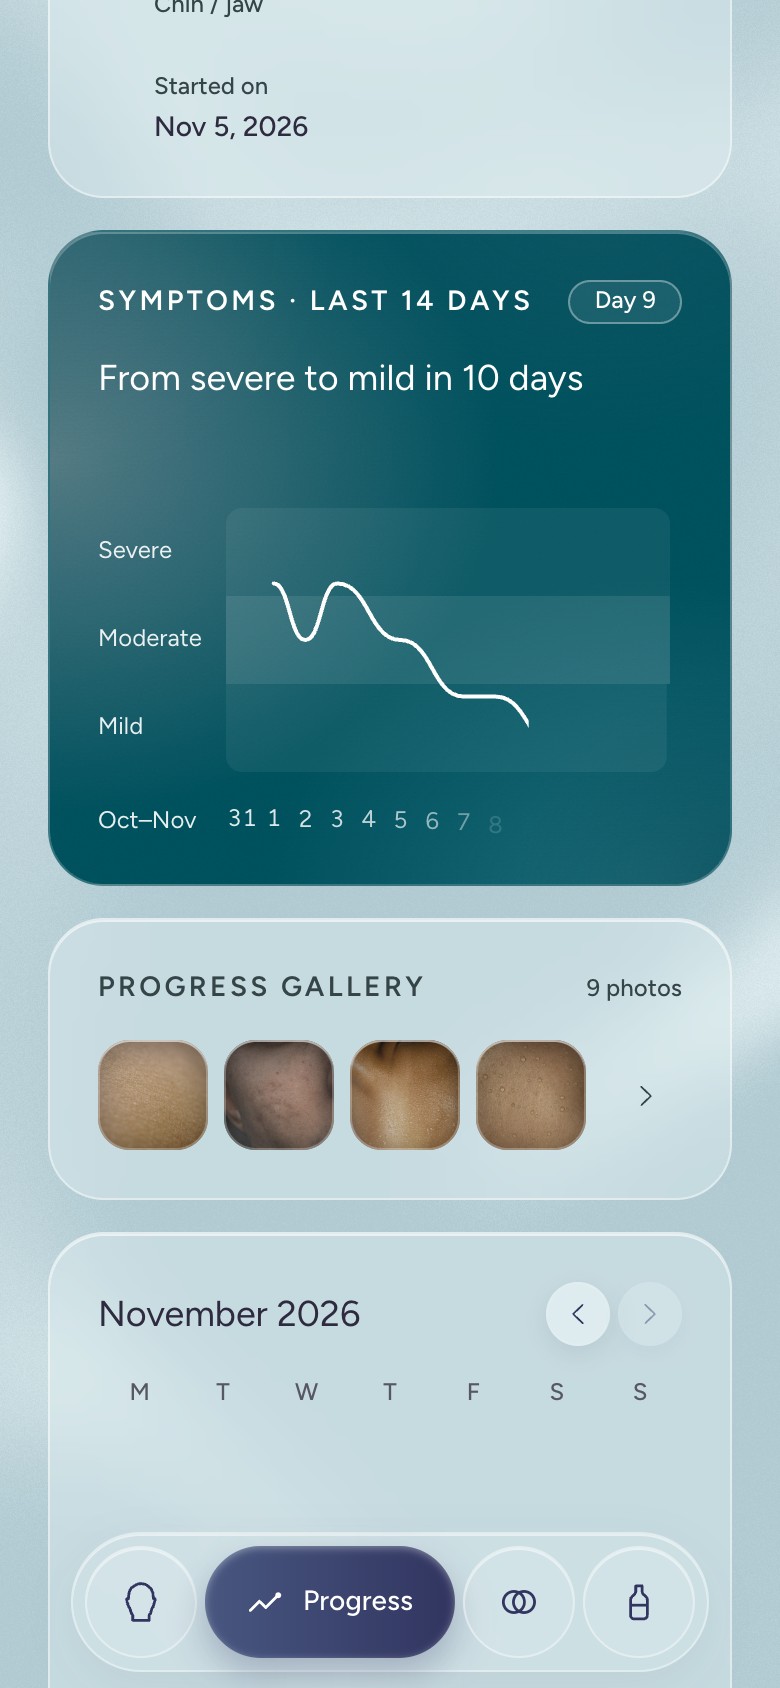 Chin / jaw
Started on
Nov 5, 2026
SYMPTOMS · LAST 14 DAYS
Day 9
From severe to mild in 10 days
Severe
Moderate
Mild
Oct–Nov 31 1 2 3 4 5 6 7 8
PROGRESS GALLERY
9 photos
November 2026
M T W T F S S
Progress